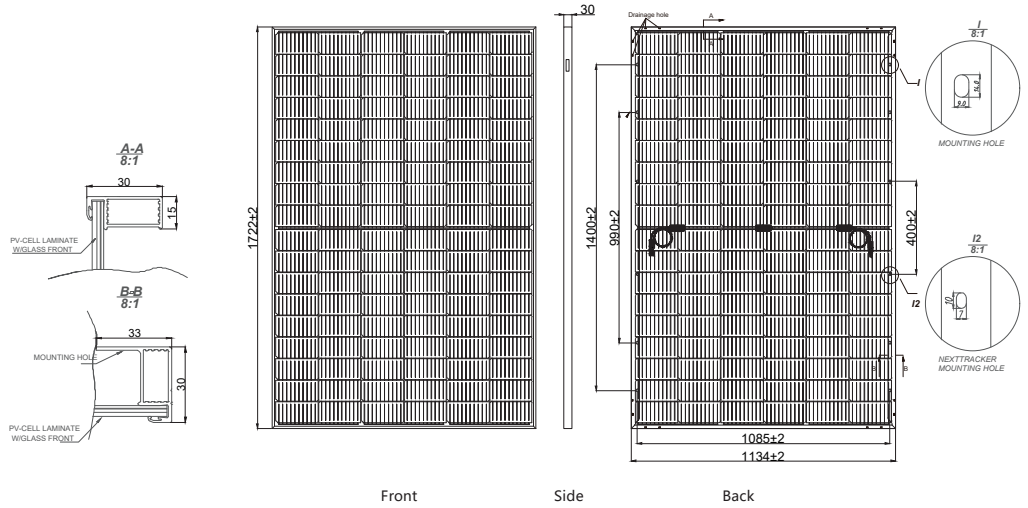 A-A
8:1
30
15
PV-CELL LAMINATE
W/GLASS FRONT
B-B
8:1
33
MOUNTING HOLE
30
PV-CELL LAMINATE
W/GLASS FRONT
1722±2
Front
30
Side
Drainage hole
A
A
1400±2
990±2
400±2
I
I2
B
B
1085±2
1134±2
Back
I
8:1
14.0
9.0
MOUNTING HOLE
I2
8:1
10
7
NEXTTRACKER
MOUNTING HOLE